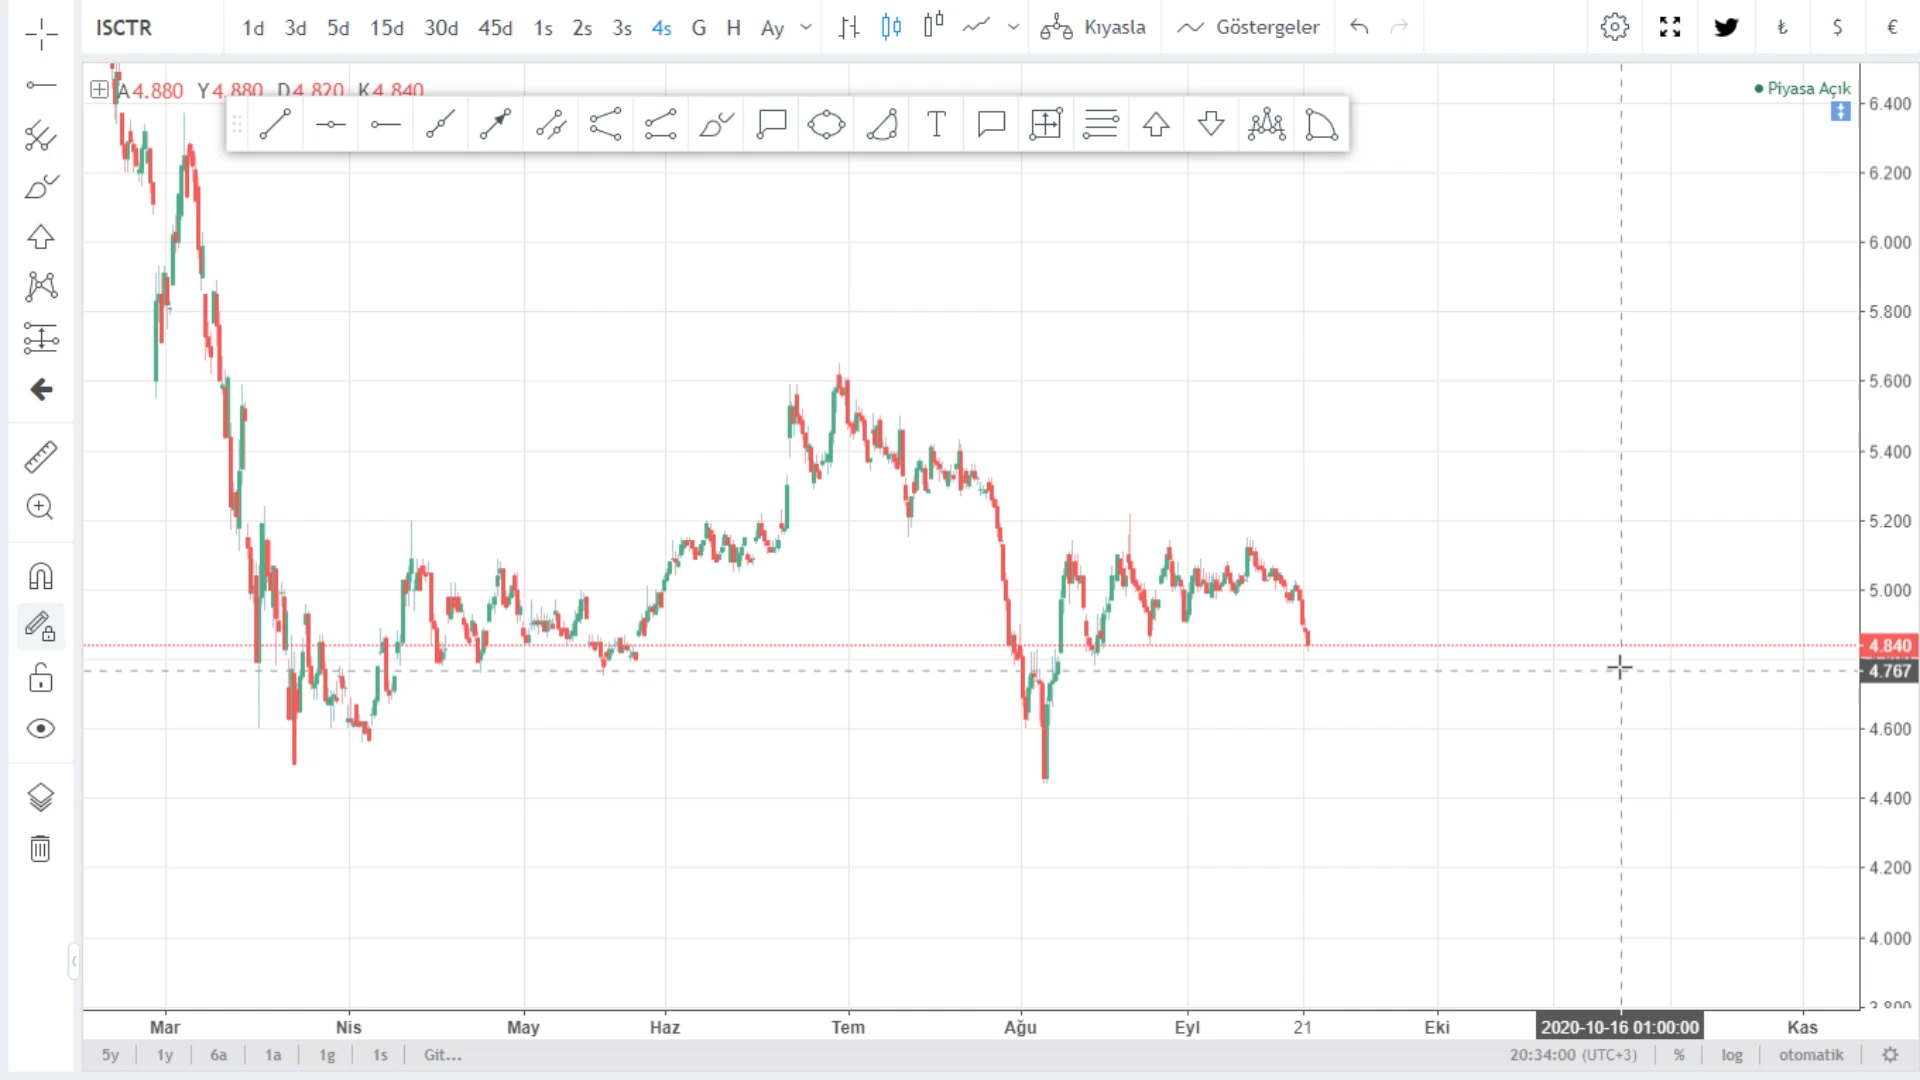 ISCTR 1d 3d 5d 15d 30d 45d 1s 2s 3s 4s G H Ay Kıyasla Göstergeler ₺ $ €
A4.880 Y4.880 D4.820 K4.840
Piyasa Açık
T
6.400
6.200
6.000
5.800
5.600
5.400
5.200
5.000
4.840
4.767
4.600
4.400
4.200
4.000
3.800
Mar Nis May Haz Tem Ağu Eyl 21 Eki 2020-10-16 01:00:00 Kas
5y 1y 6a 1a 1g 1s Git... 20:34:00 (UTC+3) % log otomatik